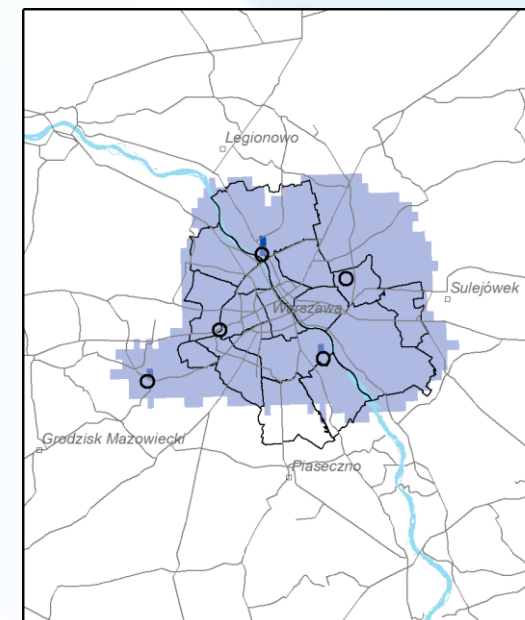 Legionowo
Sulejówek
Warszawa
Grodzisk Mazowiecki
Piaseczno